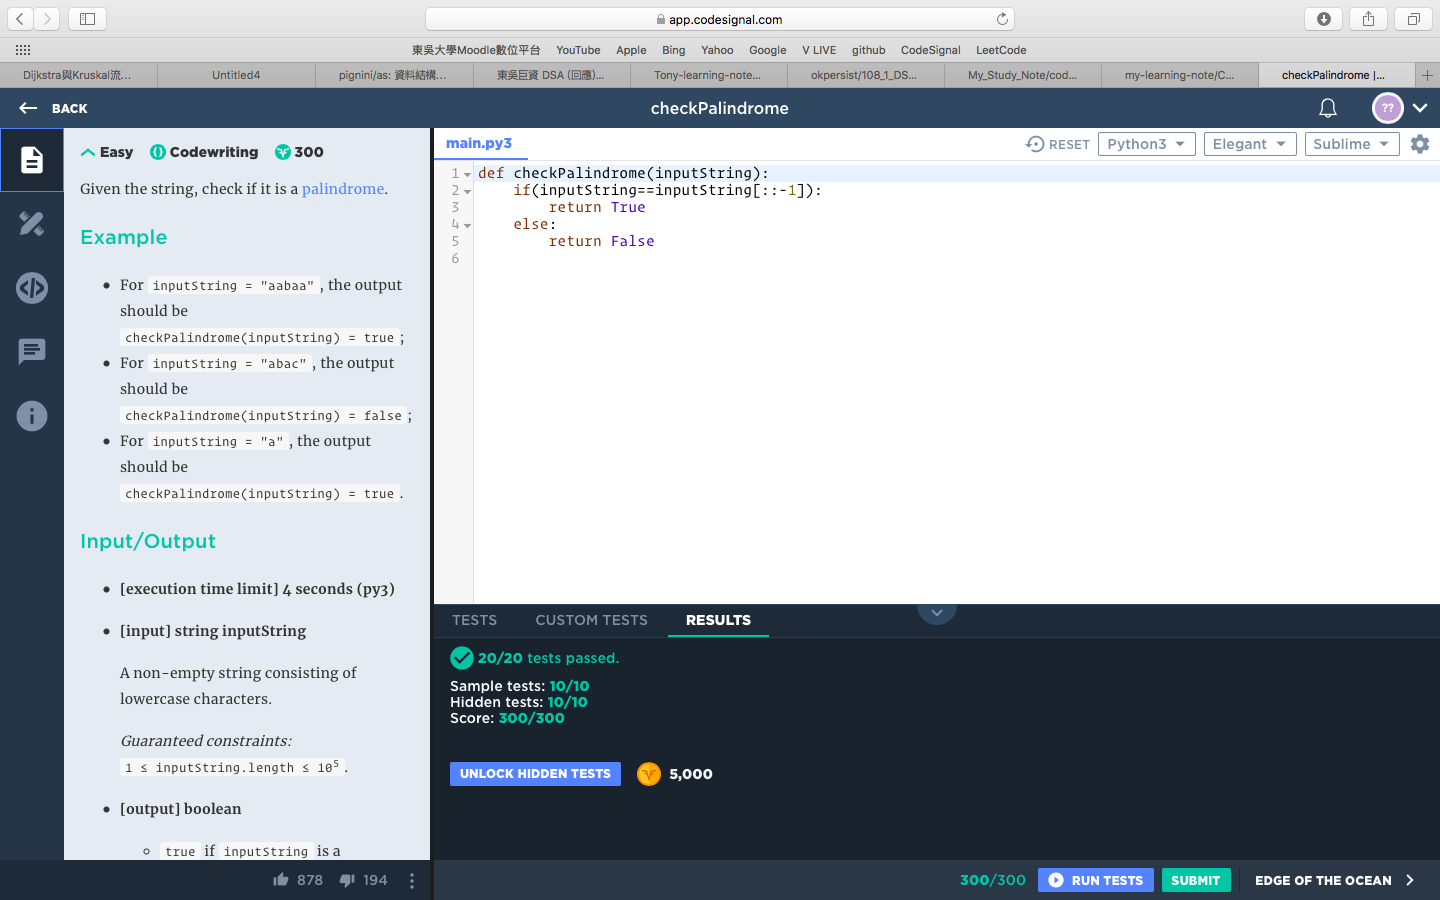 app.codesignal.com
東吳大學Moodle數位平台 YouTube Apple Bing Yahoo Google V LIVE github CodeSignal LeetCode
Dijkstra與Kruskal流... Untitled4 pignini/as: 資料結構... 東吳巨資 DSA (回應)... Tony-learning-note... okpersist/108_1_DS... My_Study_Note/cod... my-learning-note/C... checkPalindrome |...
BACK checkPalindrome ??
Easy Codewriting 300
Given the string, check if it is a palindrome.
Example
For inputString = "aabaa", the output
should be
checkPalindrome(inputString) = true;
For inputString = "abac", the output
should be
checkPalindrome(inputString) = false;
For inputString = "a", the output
should be
checkPalindrome(inputString) = true.
Input/Output
[execution time limit] 4 seconds (py3)
[input] string inputString
A non-empty string consisting of
lowercase characters.
Guaranteed constraints:
1 ≤ inputString.length ≤ 10⁵.
[output] boolean
true if inputString is a
878 194
main.py3 RESET Python3 Elegant Sublime
1 def checkPalindrome(inputString):
2 if(inputString==inputString[::-1]):
3 return True
4 else:
5 return False
6
TESTS CUSTOM TESTS RESULTS
20/20 tests passed.
Sample tests: 10/10
Hidden tests: 10/10
Score: 300/300
UNLOCK HIDDEN TESTS 5,000
300/300 RUN TESTS SUBMIT EDGE OF THE OCEAN